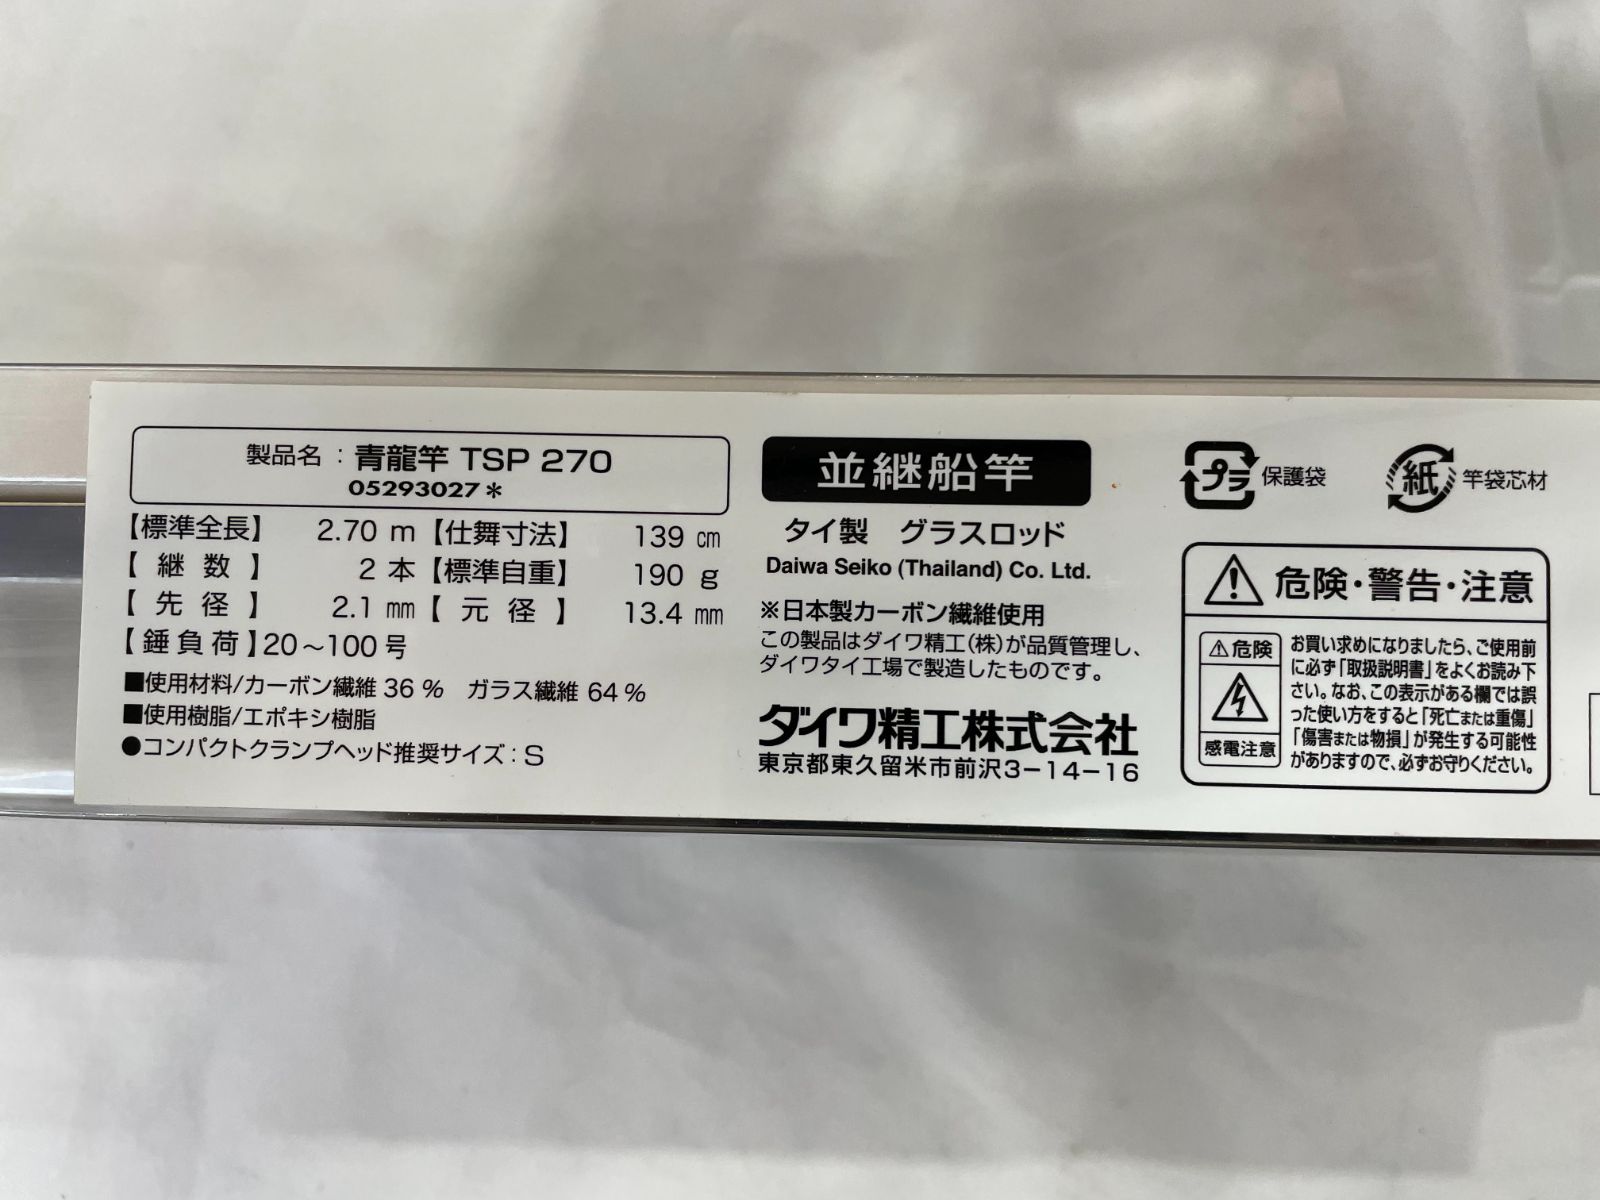 製品名：青龍竿 TSP 270
05293027＊
【標準全長】 2.70 m【仕舞寸法】 139 cm
【 継 数 】 2 本【標準自重】 190 g
【 先 径 】 2.1 mm【 元 径 】 13.4 mm
【 錘 負 荷 】20～100号
■使用材料/カーボン繊維 36 % ガラス繊維 64 %
■使用樹脂/エポキシ樹脂
●コンパクトクランプヘッド推奨サイズ：S
並継船竿
タイ製 グラスロッド
Daiwa Seiko (Thailand) Co. Ltd.
※日本製カーボン繊維使用
この製品はダイワ精工(株)が品質管理し、
ダイワタイ工場で製造したものです。
ダイワ精工株式会社
東京都東久留米市前沢3－14－16
プラ 保護袋
紙 竿袋芯材
危険・警告・注意
危険
感電注意
お買い求めになりましたら、ご使用前
に必ず「取扱説明書」をよくお読み下
さい。なお、この表示がある欄では誤
った使い方をすると「死亡または重傷」
「傷害または物損」が発生する可能性
がありますので、必ずお守りください。